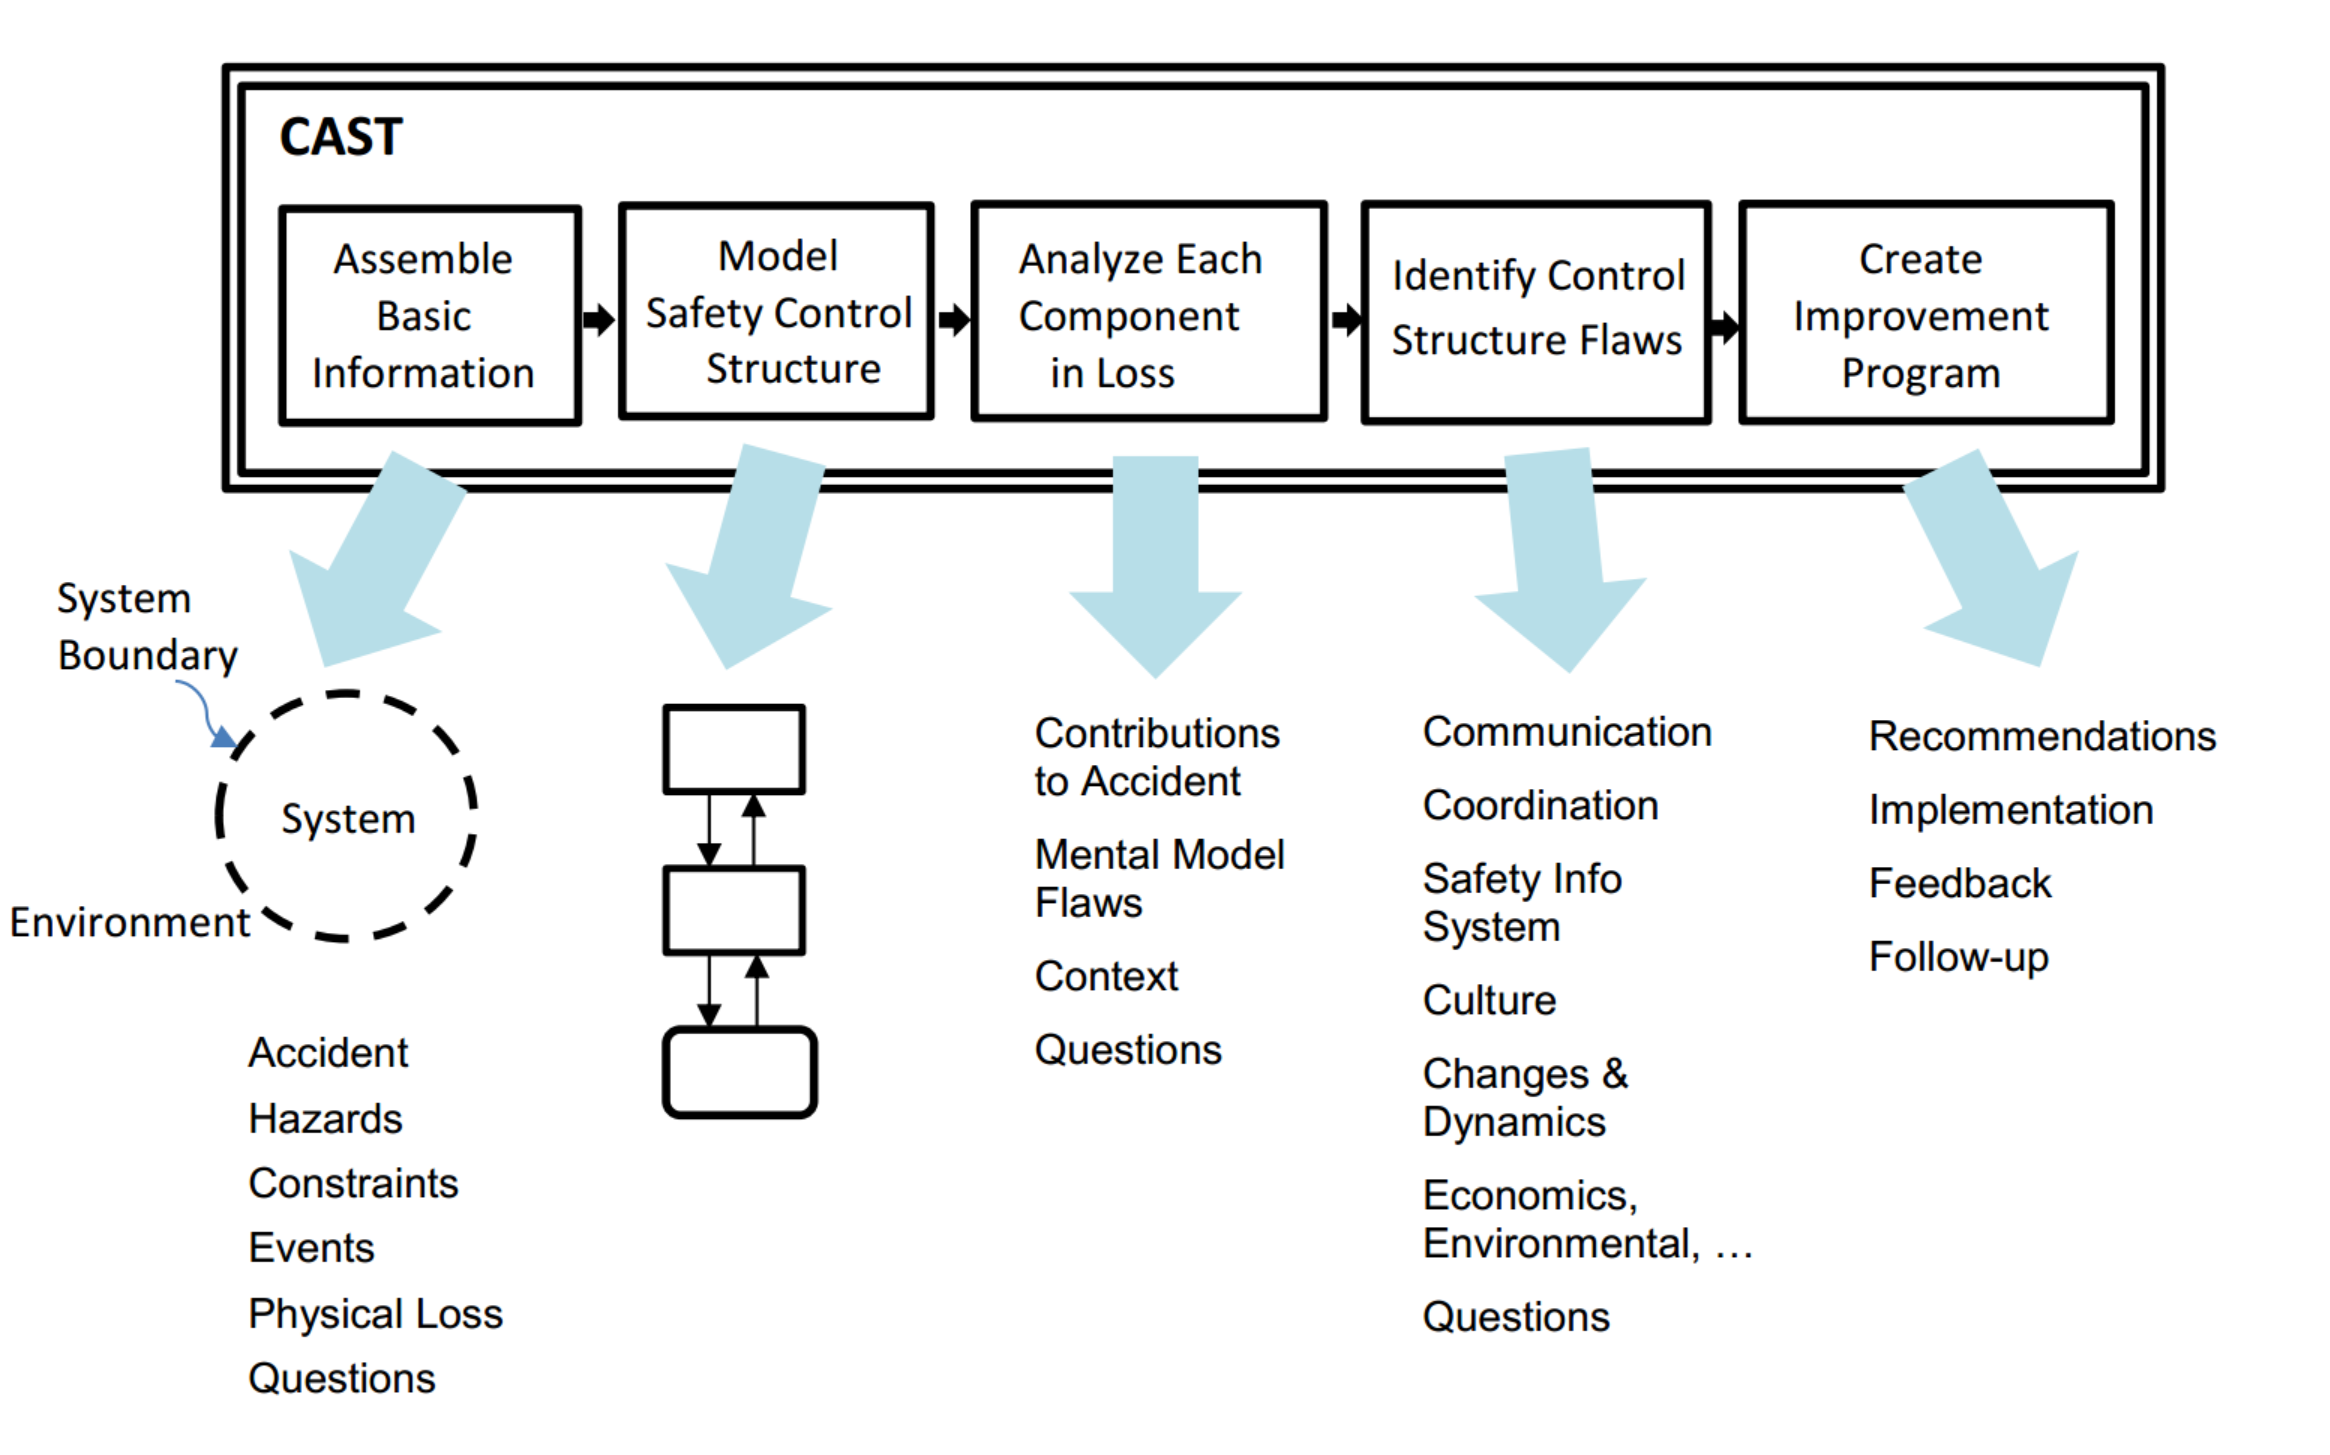 CAST
Assemble
Basic
Information
Model
Safety Control
Structure
Analyze Each
Component
in Loss
Identify Control
Structure Flaws
Create
Improvement
Program
System
Boundary
System
Environment
Accident
Hazards
Constraints
Events
Physical Loss
Questions
Contributions
to Accident
Mental Model
Flaws
Context
Questions
Communication
Coordination
Safety Info
System
Culture
Changes &
Dynamics
Economics,
Environmental, …
Questions
Recommendations
Implementation
Feedback
Follow-up